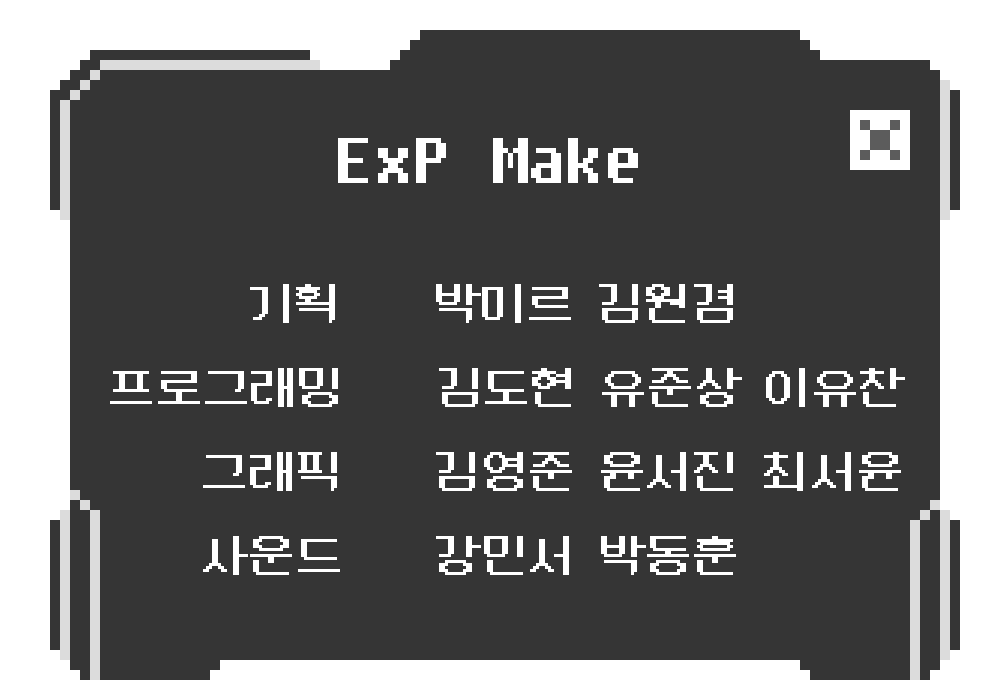 ExP Make
기획 박미르 김원겸
프로그래밍 김도현 유준상 이유찬
그래픽 김영준 윤서진 최서윤
사운드 강민서 박동훈